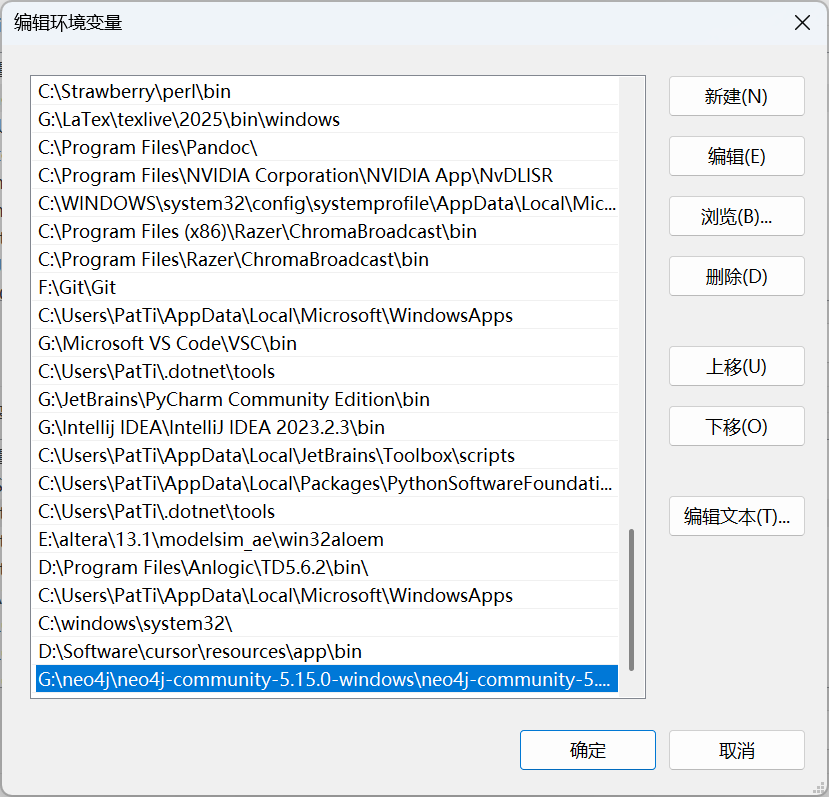 编辑环境变量
C:\Strawberry\perl\bin
G:\LaTex\texlive\2025\bin\windows
C:\Program Files\Pandoc\
C:\Program Files\NVIDIA Corporation\NVIDIA App\NvDLISR
C:\WINDOWS\system32\config\systemprofile\AppData\Local\Mic...
C:\Program Files (x86)\Razer\ChromaBroadcast\bin
C:\Program Files\Razer\ChromaBroadcast\bin
F:\Git\Git
C:\Users\PatTi\AppData\Local\Microsoft\WindowsApps
G:\Microsoft VS Code\VSC\bin
C:\Users\PatTi\.dotnet\tools
G:\JetBrains\PyCharm Community Edition\bin
G:\Intellij IDEA\IntelliJ IDEA 2023.2.3\bin
C:\Users\PatTi\AppData\Local\JetBrains\Toolbox\scripts
C:\Users\PatTi\AppData\Local\Packages\PythonSoftwareFoundati...
C:\Users\PatTi\.dotnet\tools
E:\altera\13.1\modelsim_ae\win32aloem
D:\Program Files\Anlogic\TD5.6.2\bin\
C:\Users\PatTi\AppData\Local\Microsoft\WindowsApps
C:\windows\system32\
D:\Software\cursor\resources\app\bin
G:\neo4j\neo4j-community-5.15.0-windows\neo4j-community-5....
新建(N)
编辑(E)
浏览(B)...
删除(D)
上移(U)
下移(O)
编辑文本(T)...
确定
取消